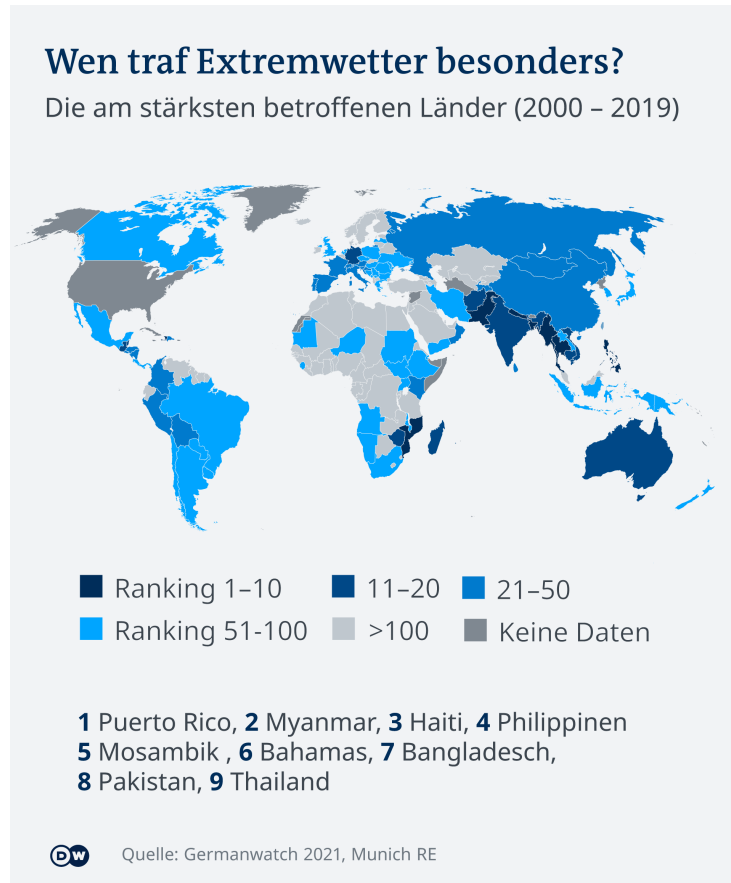 Wen traf Extremwetter besonders?
Die am stärksten betroffenen Länder (2000 – 2019)
Ranking 1–10 11–20 21–50
Ranking 51-100 >100 Keine Daten
1 Puerto Rico, 2 Myanmar, 3 Haiti, 4 Philippinen
5 Mosambik , 6 Bahamas, 7 Bangladesch,
8 Pakistan, 9 Thailand
DW Quelle: Germanwatch 2021, Munich RE